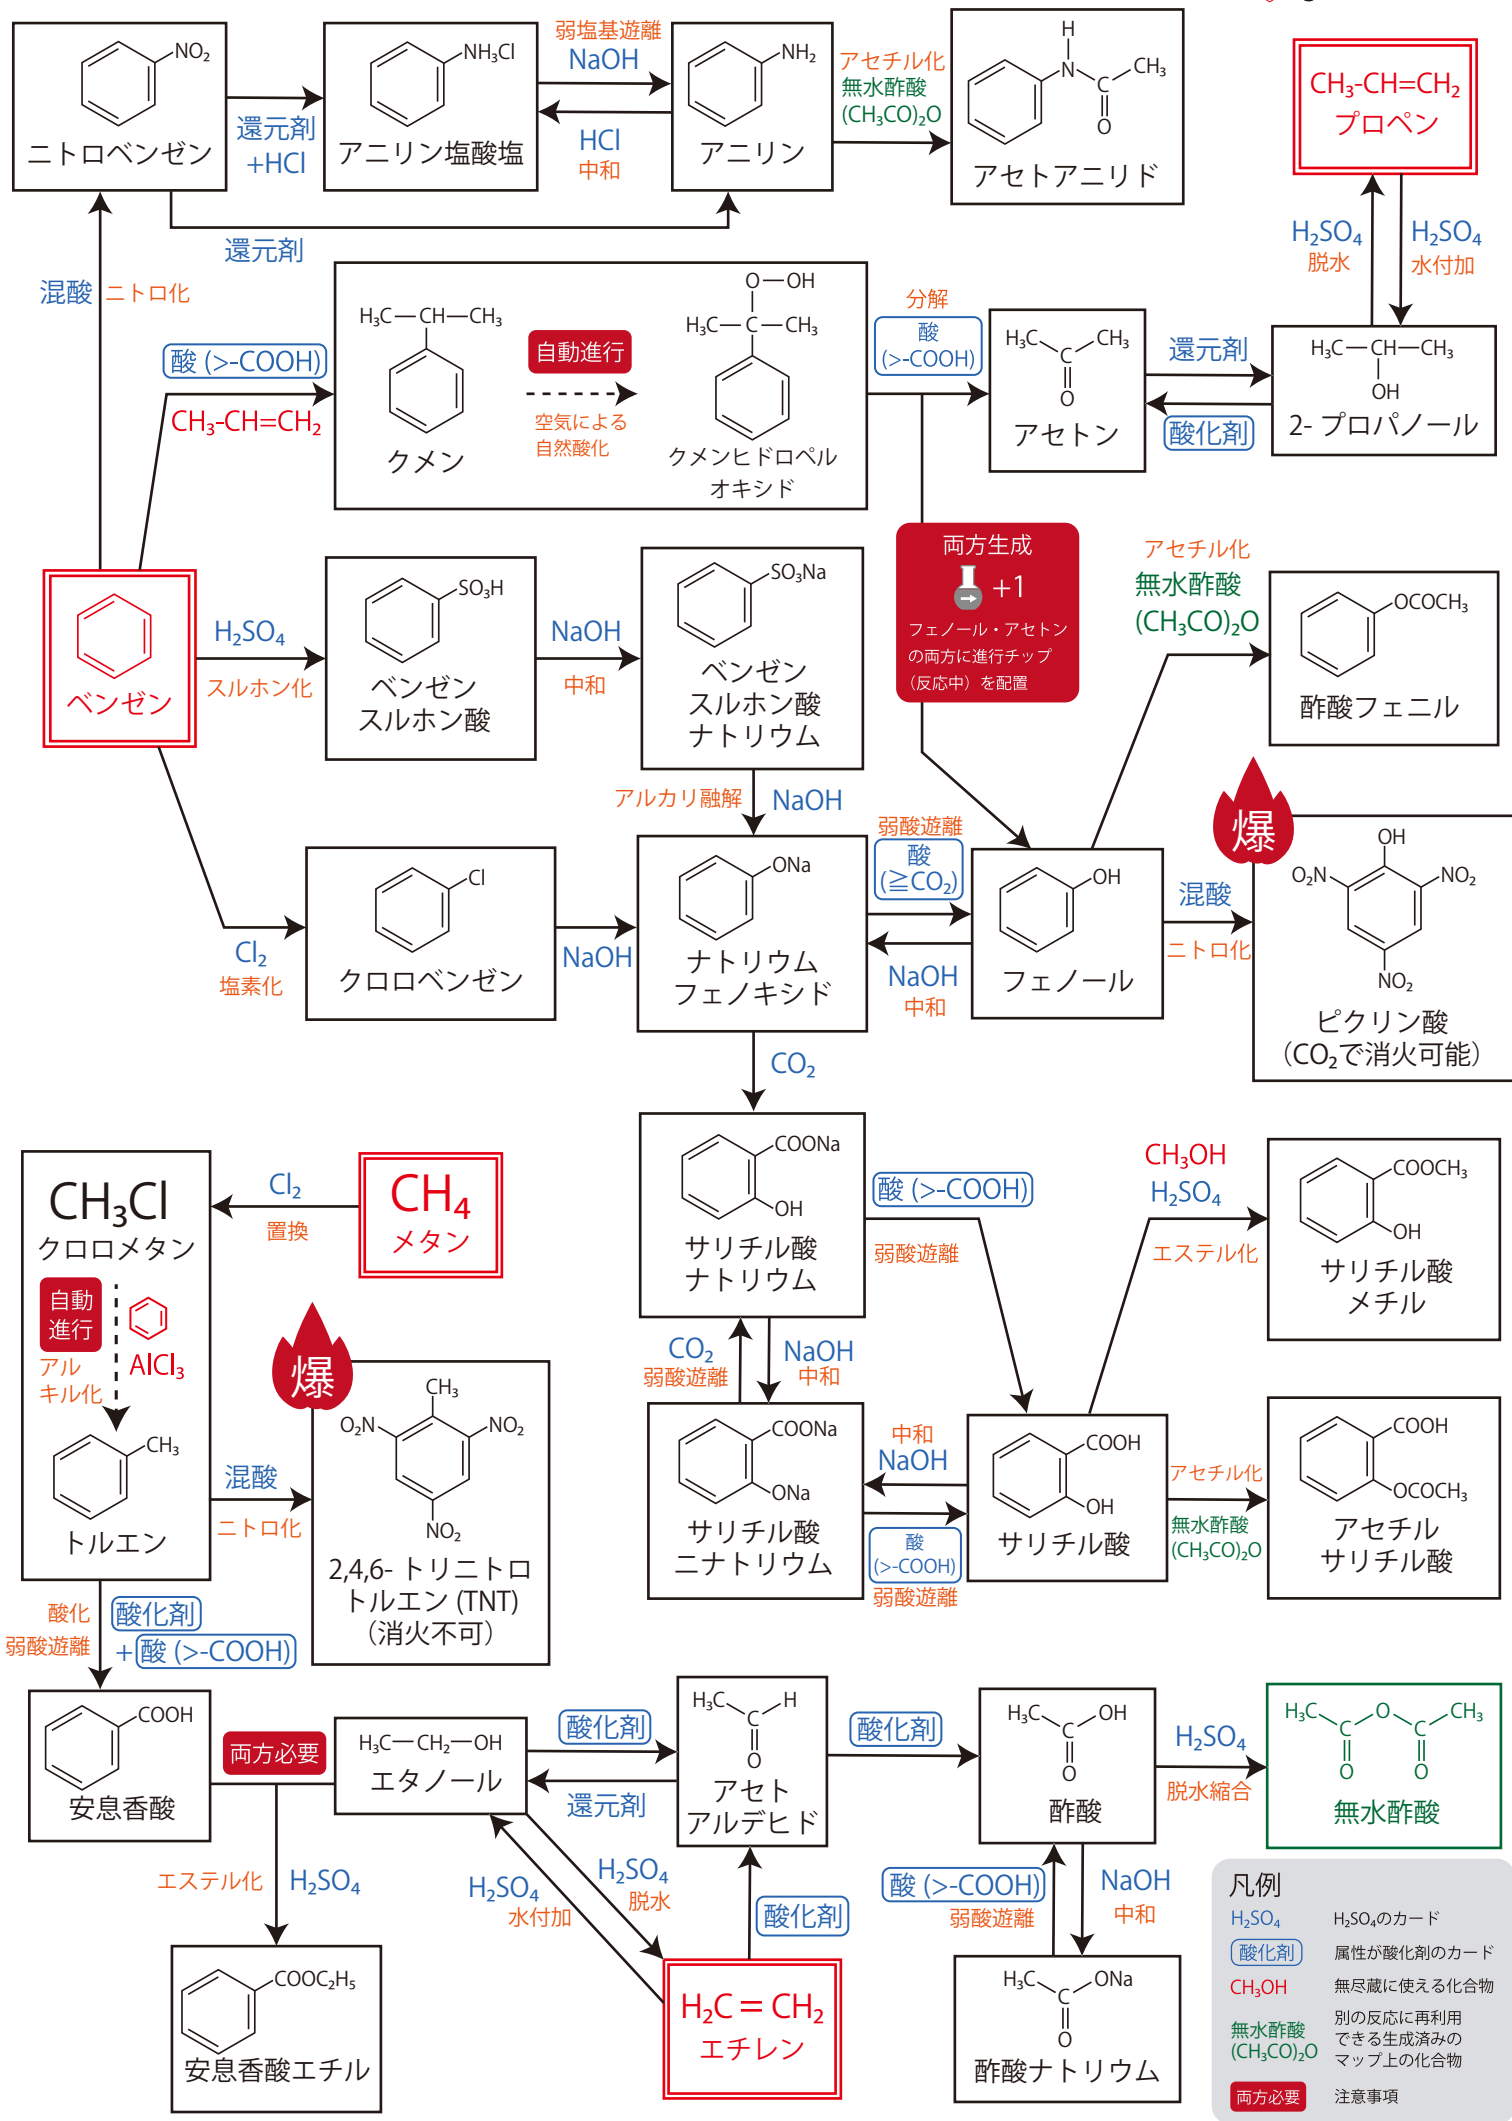 NO₂
ニトロベンゼン
還元剤
+HCl
NH₃Cl
アニリン塩酸塩
弱塩基遊離
NaOH
HCl
中和
NH₂
アニリン
アセチル化
無水酢酸
(CH₃CO)₂O
H
N
C
CH₃
O
アセトアニリド
CH₃-CH=CH₂
プロペン
還元剤
混酸
ニトロ化
H₂SO₄
脱水
H₂SO₄
水付加
酸 (>-COOH)
CH₃-CH=CH₂
H₃C—CH—CH₃
クメン
自動進行
空気による
自然酸化
O—OH
H₃C—C—CH₃
クメンヒドロペル
オキシド
分解
酸
(>-COOH)
H₃C
C
CH₃
O
アセトン
還元剤
酸化剤
H₃C—CH—CH₃
OH
2- プロパノール
両方生成
+1
フェノール・アセトン
の両方に進行チップ
（反応中）を配置
ベンゼン
H₂SO₄
スルホン化
SO₃H
ベンゼン
スルホン酸
NaOH
中和
SO₃Na
ベンゼン
スルホン酸
ナトリウム
アセチル化
無水酢酸
(CH₃CO)₂O
OCOCH₃
酢酸フェニル
アルカリ融解
NaOH
Cl₂
塩素化
Cl
クロロベンゼン
NaOH
ONa
ナトリウム
フェノキシド
弱酸遊離
酸
(≧CO₂)
NaOH
中和
OH
フェノール
混酸
ニトロ化
爆
OH
O₂N
NO₂
NO₂
ピクリン酸
（CO₂で消火可能）
CO₂
CH₃Cl
クロロメタン
Cl₂
置換
CH₄
メタン
自動
進行
アル
キル化
AlCl₃
CH₃
トルエン
混酸
ニトロ化
爆
CH₃
O₂N
NO₂
NO₂
2,4,6- トリニトロ
トルエン (TNT)
（消火不可）
COONa
OH
サリチル酸
ナトリウム
酸 (>-COOH)
弱酸遊離
CH₃OH
H₂SO₄
エステル化
COOCH₃
OH
サリチル酸
メチル
CO₂
弱酸遊離
NaOH
中和
COONa
ONa
サリチル酸
ニナトリウム
中和
NaOH
酸
(>-COOH)
弱酸遊離
COOH
OH
サリチル酸
アセチル化
無水酢酸
(CH₃CO)₂O
COOH
OCOCH₃
アセチル
サリチル酸
酸化
弱酸遊離
酸化剤
+酸 (>-COOH)
COOH
安息香酸
両方必要
H₃C—CH₂—OH
エタノール
酸化剤
還元剤
H₃C
C
H
O
アセト
アルデヒド
酸化剤
H₃C
C
OH
O
酢酸
H₂SO₄
脱水縮合
H₃C
C
O
C
CH₃
O
O
無水酢酸
エステル化
H₂SO₄
COOC₂H₅
安息香酸エチル
H₂SO₄
水付加
H₂SO₄
脱水
酸化剤
H₂C = CH₂
エチレン
酸 (>-COOH)
弱酸遊離
NaOH
中和
H₃C
C
ONa
O
酢酸ナトリウム
凡例
H₂SO₄ H₂SO₄のカード
酸化剤 属性が酸化剤のカード
CH₃OH 無尽蔵に使える化合物
無水酢酸
(CH₃CO)₂O
別の反応に再利用
できる生成済みの
マップ上の化合物
両方必要 注意事項